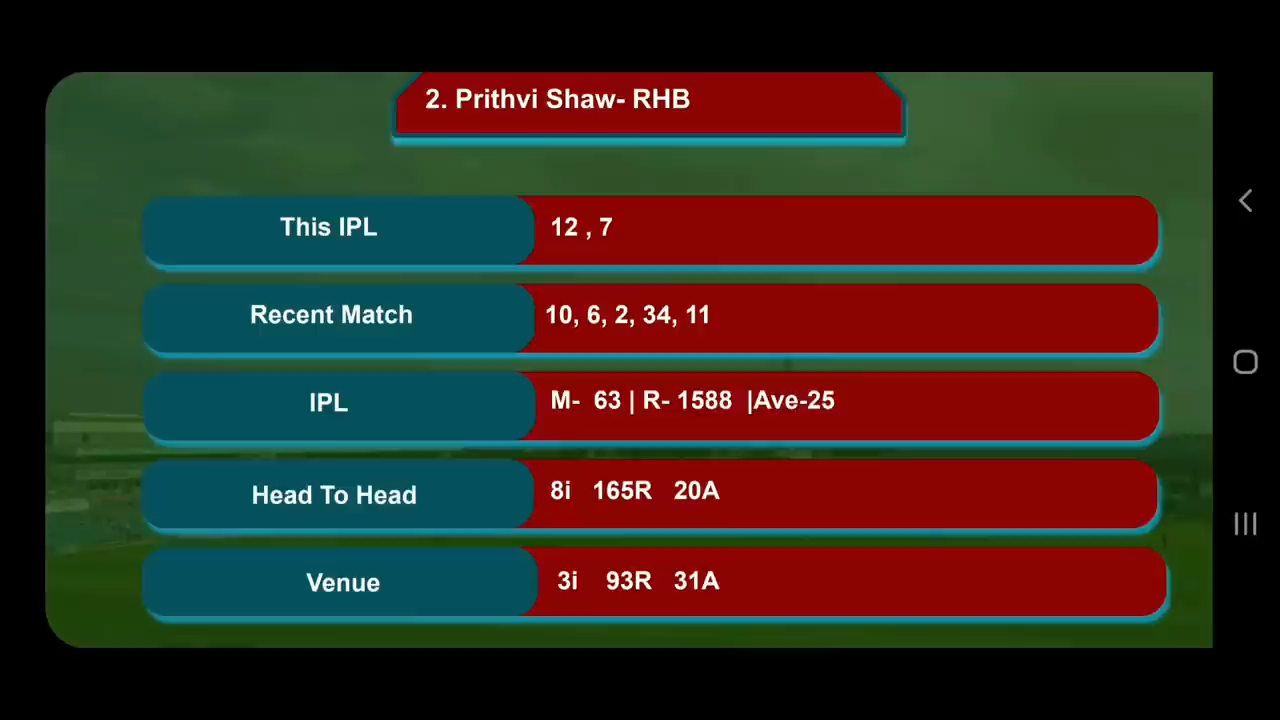 2. Prithvi Shaw- RHB
This IPL 12 , 7
Recent Match 10, 6, 2, 34, 11
IPL M- 63 | R- 1588 |Ave-25
Head To Head 8i 165R 20A
Venue 3i 93R 31A